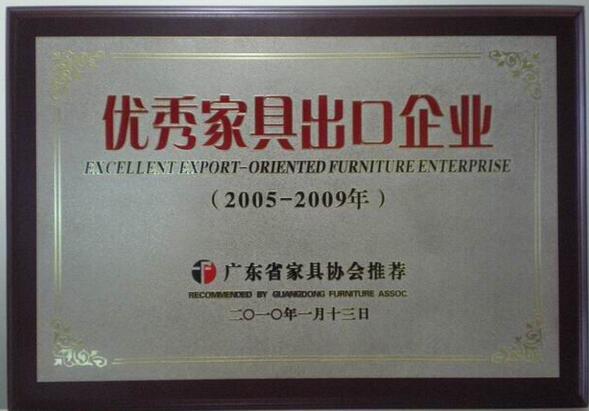 优秀家具出口企业
EXCELLENT EXPORT-ORIENTED FURNITURE ENTERPRISE
（2005-2009年）
广东省家具协会推荐
RECOMMENDED BY GUANGDONG FURNITURE ASSOC.
二〇一〇年一月十三日